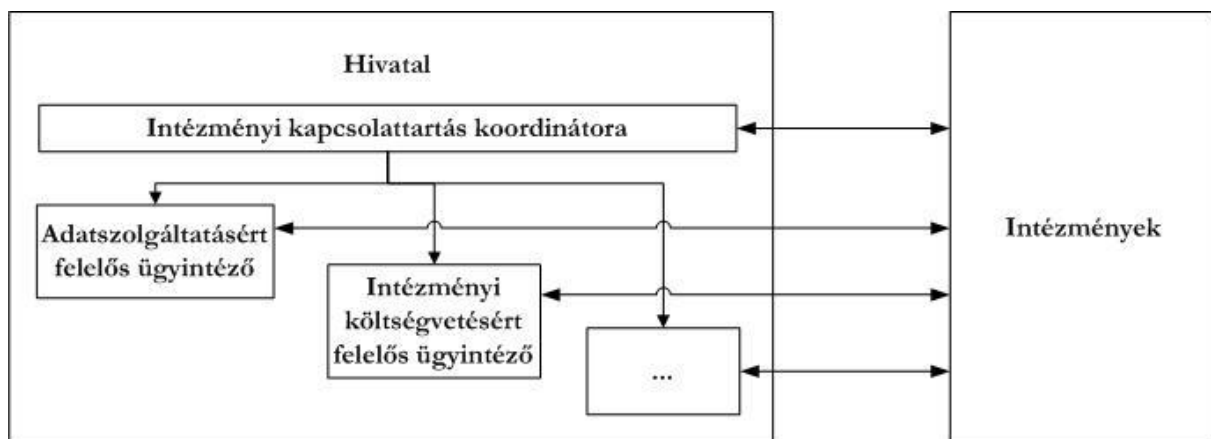 Hivatal
Intézményi kapcsolattartás koordinátora
Adatszolgáltatásért
felelős ügyintéző
Intézményi
költségvetésért
felelős ügyintéző
...
Intézmények